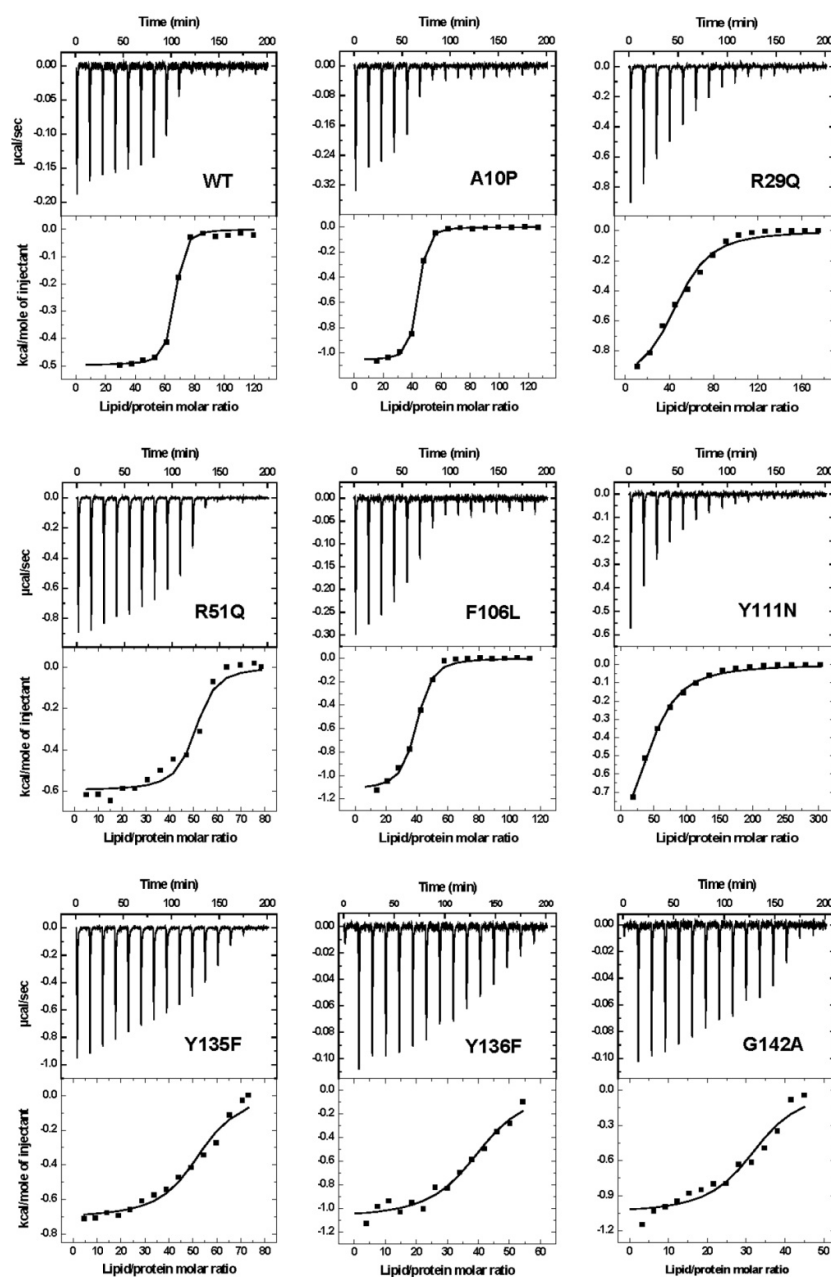 Time (min)
0 50 100 150 200
0.00
-0.05
-0.10
-0.15
-0.20
µcal/sec
WT
0.0
-0.1
-0.2
-0.3
-0.4
-0.5
kcal/mole of injectant
0 20 40 60 80 100 120
Lipid/protein molar ratio
Time (min)
0 50 100 150 200
0.00
-0.08
-0.16
-0.24
-0.32
A10P
0.0
-0.2
-0.4
-0.6
-0.8
-1.0
0 20 40 60 80 100 120
Lipid/protein molar ratio
Time (min)
0 50 100 150 200
0.0
-0.2
-0.4
-0.6
-0.8
R29Q
0.0
-0.2
-0.4
-0.6
-0.8
0 40 80 120 160
Lipid/protein molar ratio
Time (min)
0 50 100 150 200
0.0
-0.2
-0.4
-0.6
-0.8
-1.0
µcal/sec
R51Q
0.0
-0.2
-0.4
-0.6
kcal/mole of injectant
0 10 20 30 40 50 60 70 80
Lipid/protein molar ratio
Time (min)
0 50 100 150 200
0.00
-0.05
-0.10
-0.15
-0.20
-0.25
-0.30
F106L
0.0
-0.2
-0.4
-0.6
-0.8
-1.0
-1.2
0 20 40 60 80 100 120
Lipid/protein molar ratio
Time (min)
0 50 100 150 200
0.0
-0.1
-0.2
-0.3
-0.4
-0.5
-0.6
Y111N
0.0
-0.1
-0.2
-0.3
-0.4
-0.5
-0.6
-0.7
0 50 100 150 200 250 300
Lipid/protein molar ratio
Time (min)
0 50 100 150 200
0.0
-0.2
-0.4
-0.6
-0.8
-1.0
µcal/sec
Y135F
0.0
-0.2
-0.4
-0.6
-0.8
kcal/mole of injectant
0 10 20 30 40 50 60 70 80
Lipid/protein molar ratio
Time (min)
0 50 100 150 200
0.00
-0.02
-0.04
-0.06
-0.08
-0.10
Y136F
0.0
-0.2
-0.4
-0.6
-0.8
-1.0
-1.2
0 10 20 30 40 50 60
Lipid/protein molar ratio
Time (min)
0 50 100 150 200
0.00
-0.02
-0.04
-0.06
-0.08
-0.10
G142A
0.0
-0.5
-1.0
0 10 20 30 40 50
Lipid/protein molar ratio